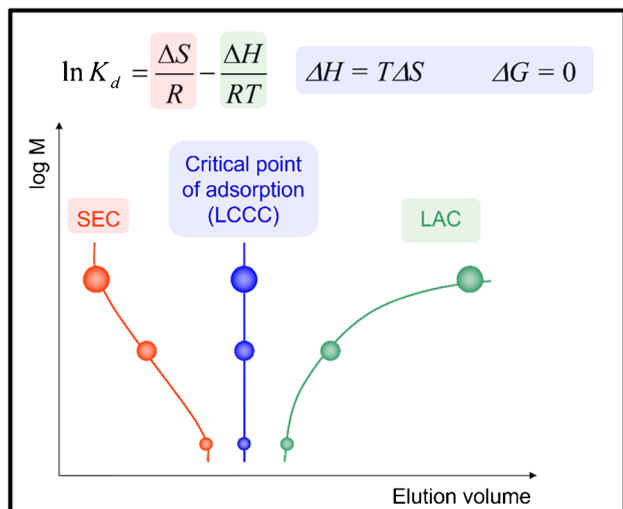 ln K_d = ΔS/R − ΔH/RT ΔH = TΔS ΔG = 0
log M
Critical point
of adsorption
(LCCC)
SEC
LAC
Elution volume